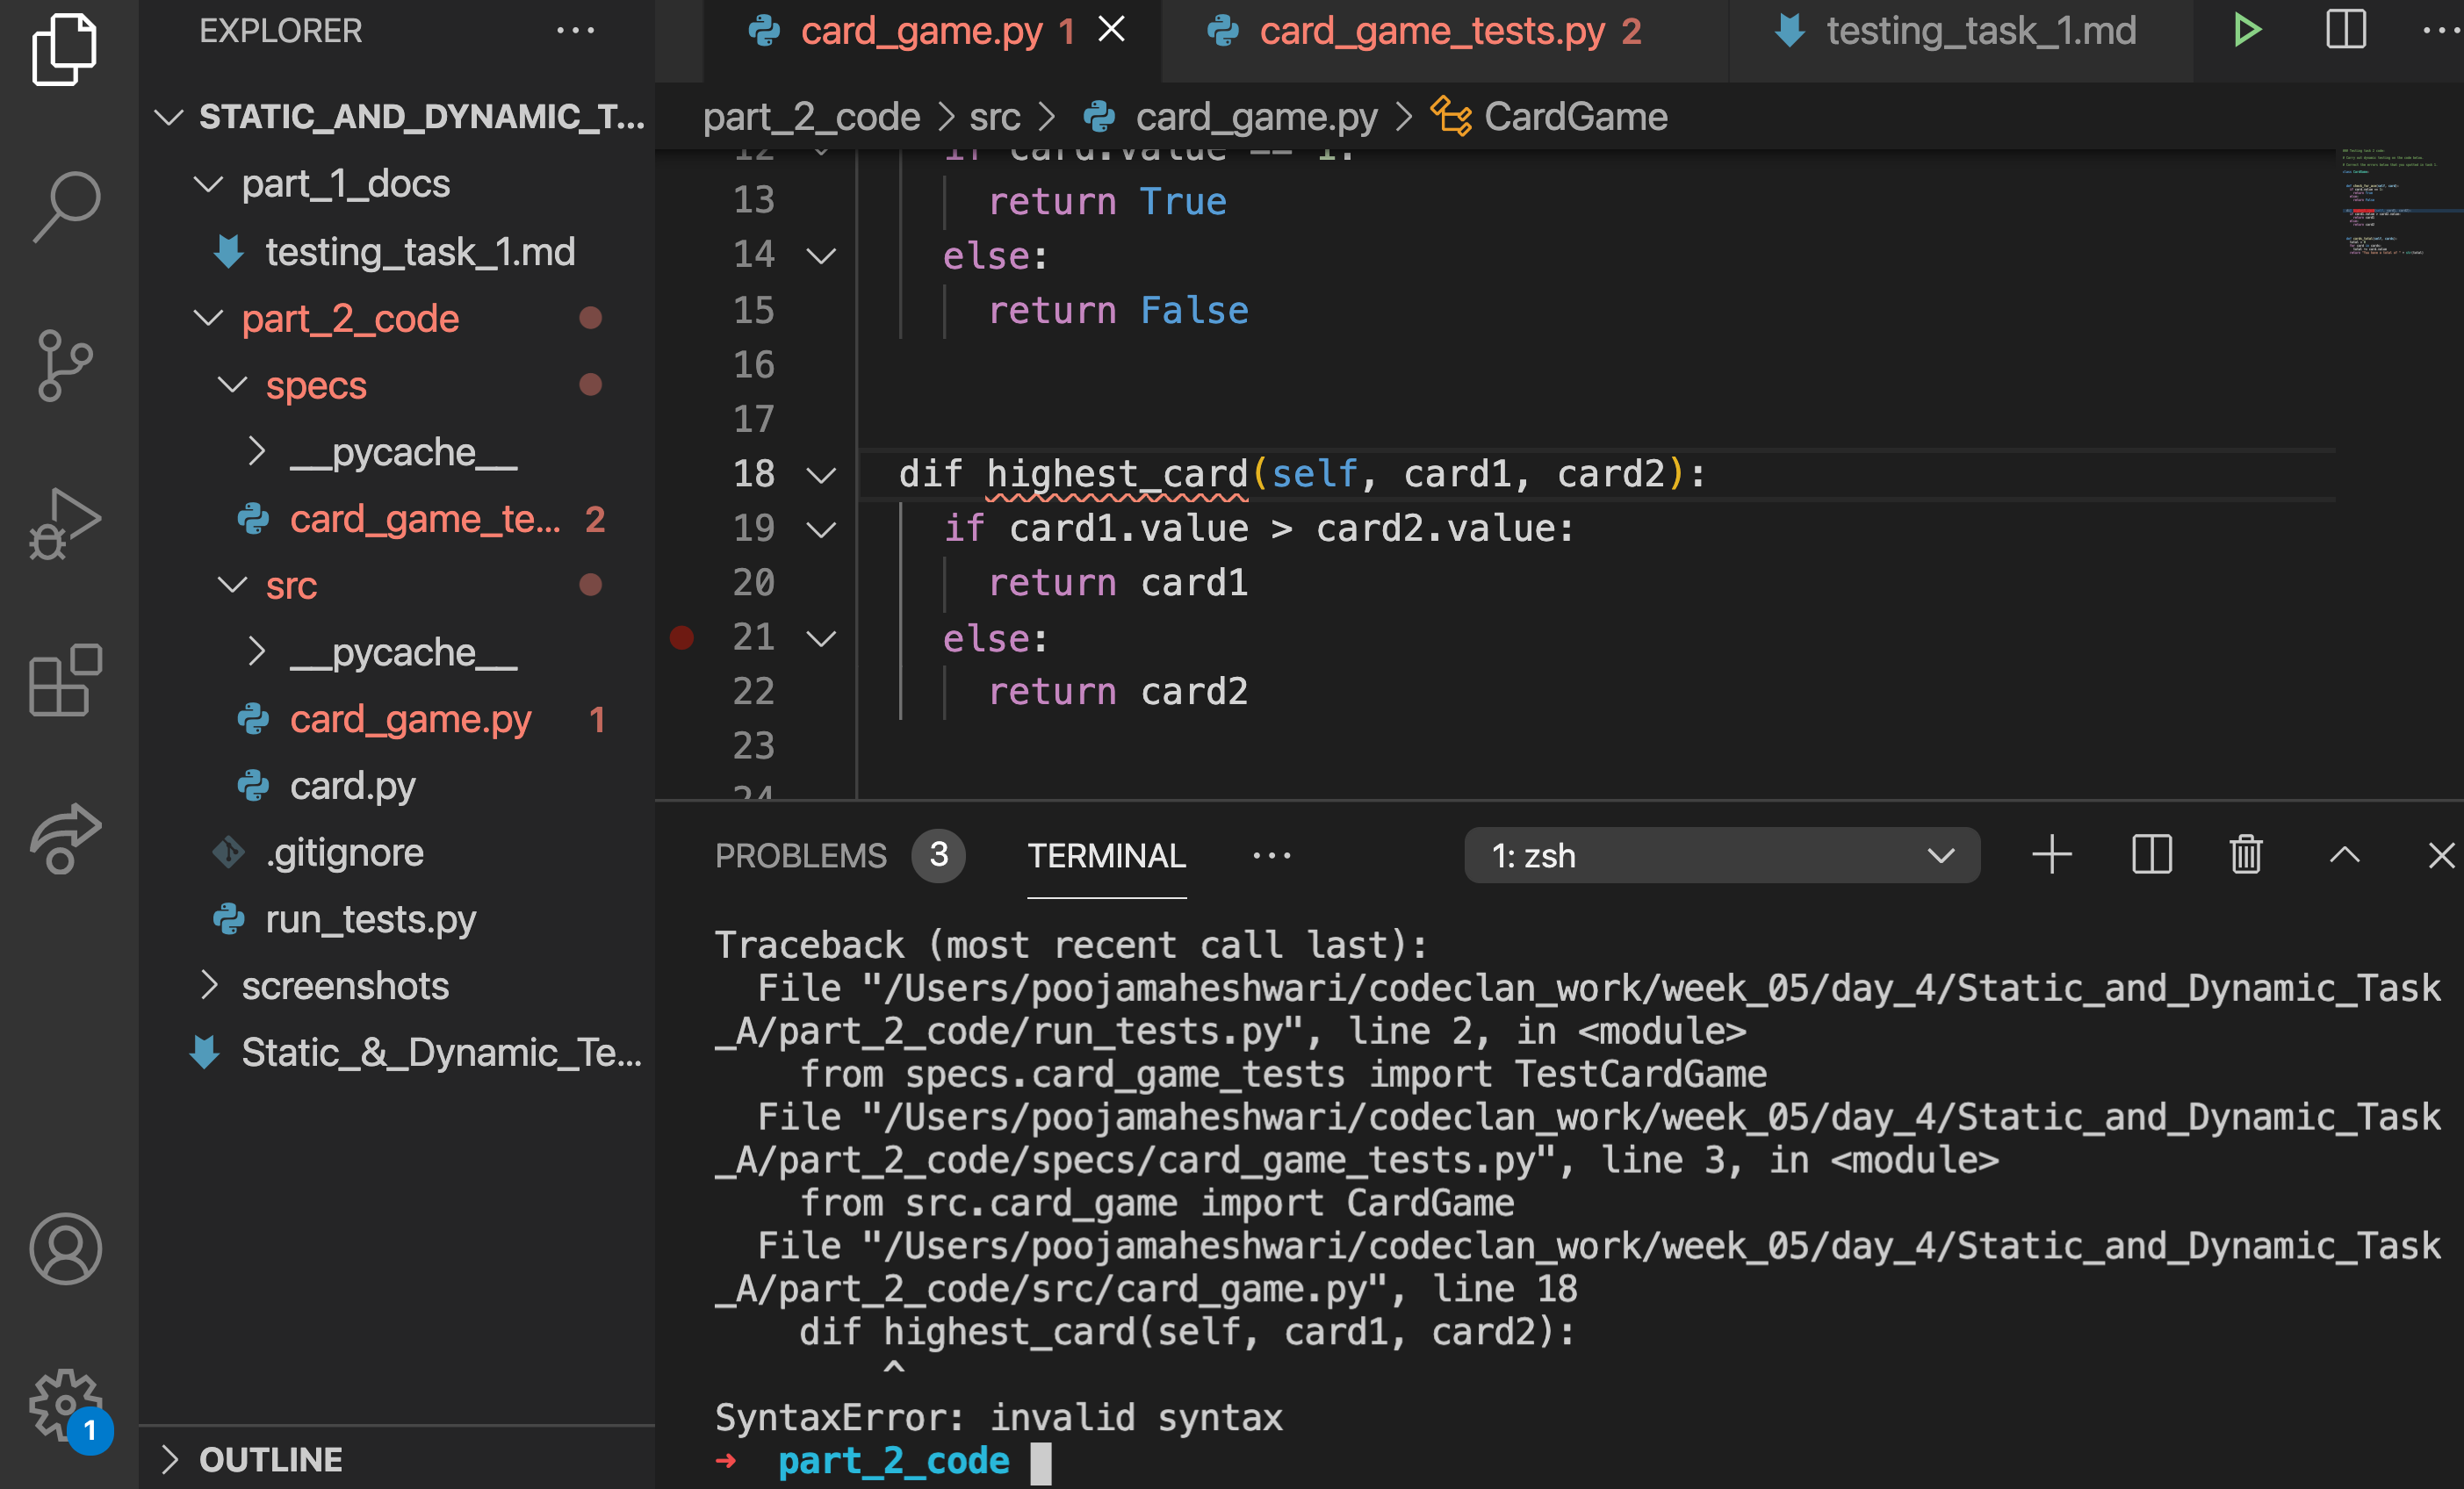 EXPLORER
card_game.py 1
card_game_tests.py 2
testing_task_1.md
STATIC_AND_DYNAMIC_T...
part_1_docs
testing_task_1.md
part_2_code
specs
__pycache__
card_game_te... 2
src
__pycache__
card_game.py 1
card.py
.gitignore
run_tests.py
screenshots
Static_&_Dynamic_Te...
OUTLINE
1
part_2_code > src > card_game.py > CardGame
12 if card.value == 1:
13 return True
14 else:
15 return False
16
17
18 dif highest_card(self, card1, card2):
19 if card1.value > card2.value:
20 return card1
21 else:
22 return card2
23
24
PROBLEMS 3 TERMINAL 1: zsh
Traceback (most recent call last):
File "/Users/poojamaheshwari/codeclan_work/week_05/day_4/Static_and_Dynamic_Task
_A/part_2_code/run_tests.py", line 2, in <module>
from specs.card_game_tests import TestCardGame
File "/Users/poojamaheshwari/codeclan_work/week_05/day_4/Static_and_Dynamic_Task
_A/part_2_code/specs/card_game_tests.py", line 3, in <module>
from src.card_game import CardGame
File "/Users/poojamaheshwari/codeclan_work/week_05/day_4/Static_and_Dynamic_Task
_A/part_2_code/src/card_game.py", line 18
dif highest_card(self, card1, card2):
^
SyntaxError: invalid syntax
→ part_2_code